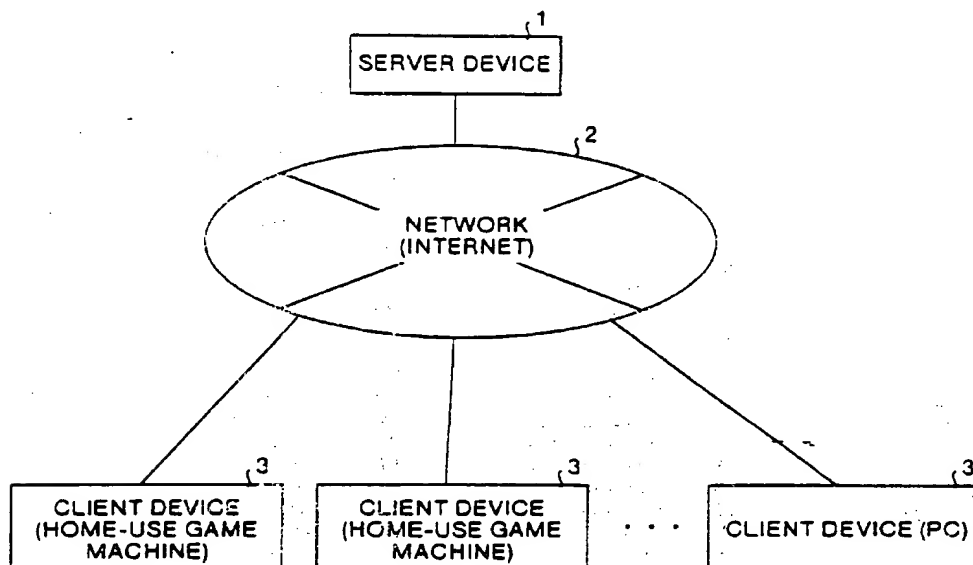 1
SERVER DEVICE
2
NETWORK
(INTERNET)
3
CLIENT DEVICE
(HOME-USE GAME
MACHINE)
3
CLIENT DEVICE
(HOME-USE GAME
MACHINE)
. . .
3
CLIENT DEVICE (PC)